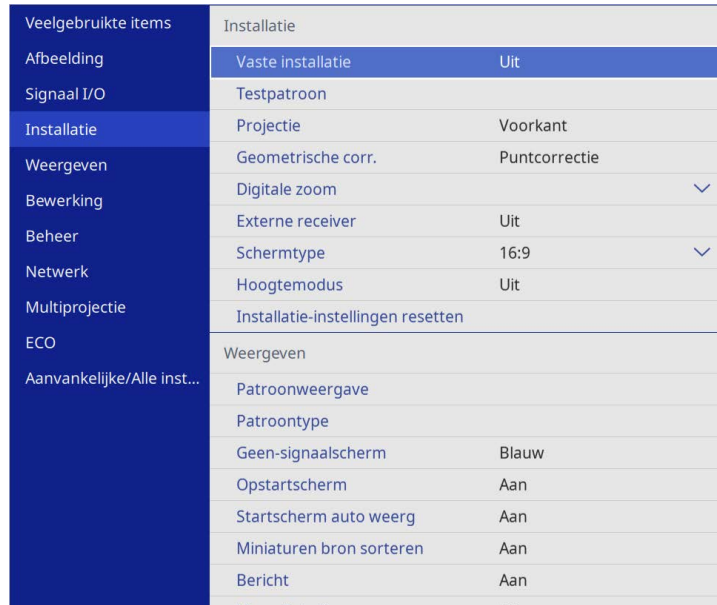 Veelgebruikte items
Afbeelding
Signaal I/O
Installatie
Weergeven
Bewerking
Beheer
Netwerk
Multiprojectie
ECO
Aanvankelijke/Alle inst...
Installatie
Vaste installatie Uit
Testpatroon
Projectie Voorkant
Geometrische corr. Puntcorrectie
Digitale zoom
Externe receiver Uit
Schermtype 16:9
Hoogtemodus Uit
Installatie-instellingen resetten
Weergeven
Patroonweergave
Patroontype
Geen-signaalscherm Blauw
Opstartscherm Aan
Startscherm auto weerg Aan
Miniaturen bron sorteren Aan
Bericht Aan